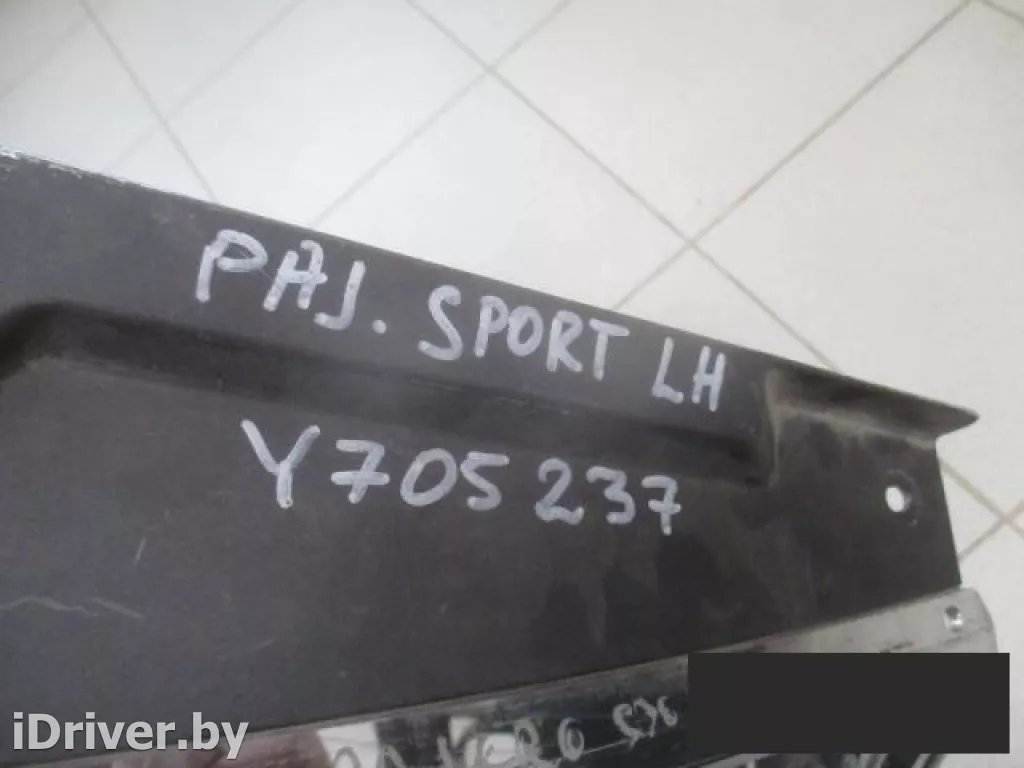 PAJ. SPORT LH
Y705237
iDriver.by